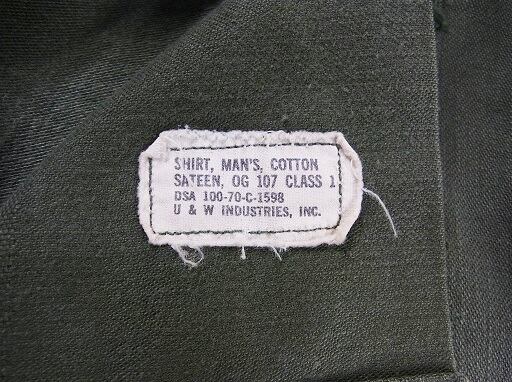 SHIRT, MAN'S, COTTON
SATEEN, OG 107 CLASS 1
DSA 100-70-C-1598
U & W INDUSTRIES, INC.